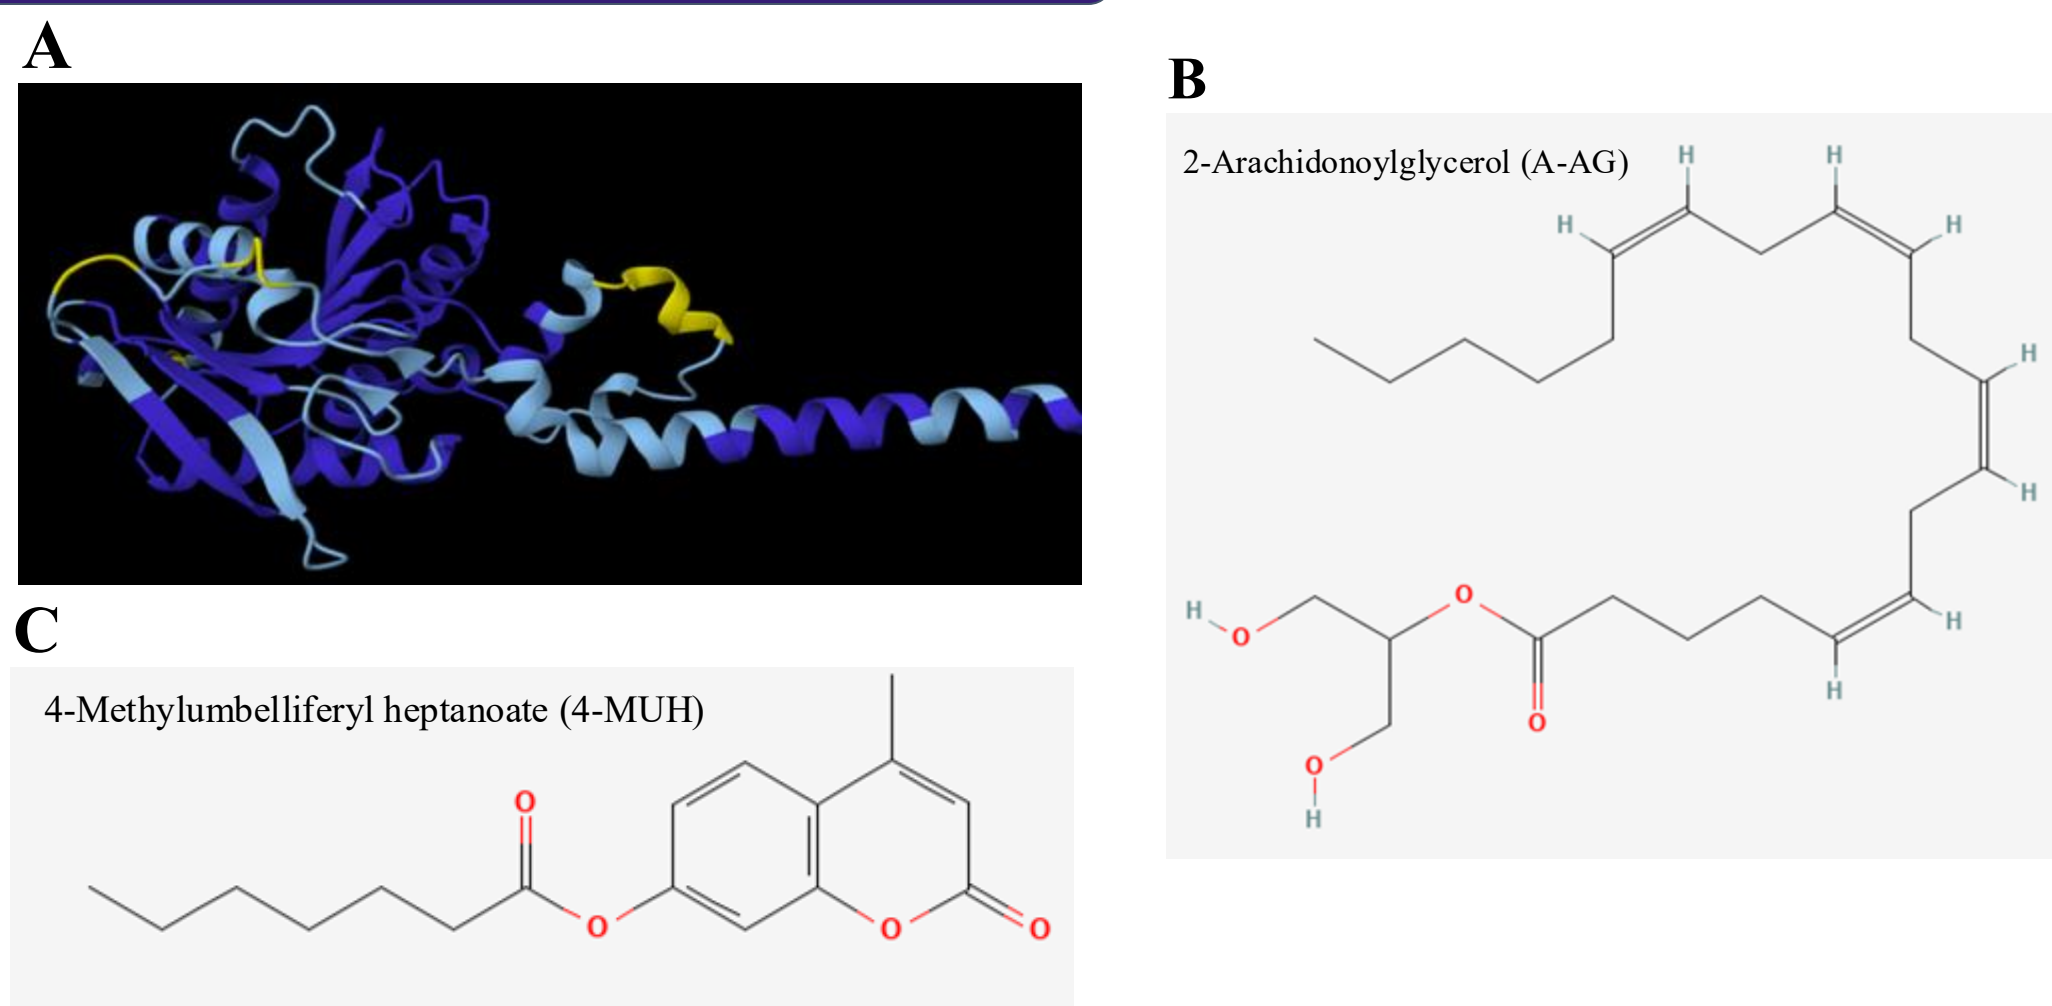 A
B
2-Arachidonoylglycerol (A-AG)
H
H
H
H
H
H
H
O
O
H
H
O
O
H
C
4-Methylumbelliferyl heptanoate (4-MUH)
O
O
O
O